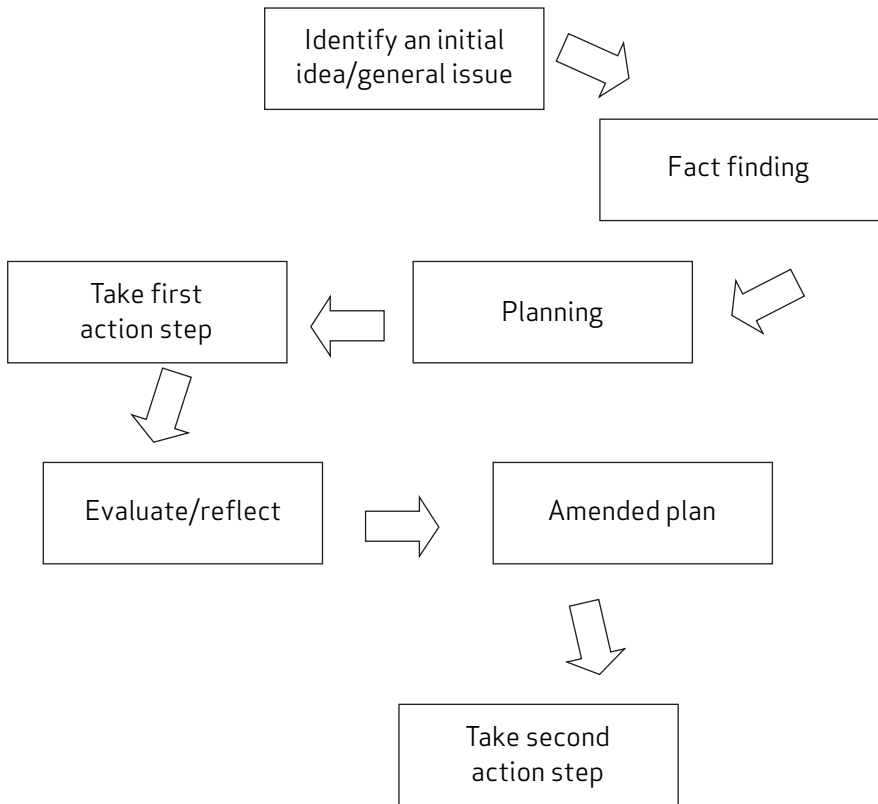 Identify an initial
idea/general issue
Fact finding
Planning
Take first
action step
Evaluate/reflect
Amended plan
Take second
action step